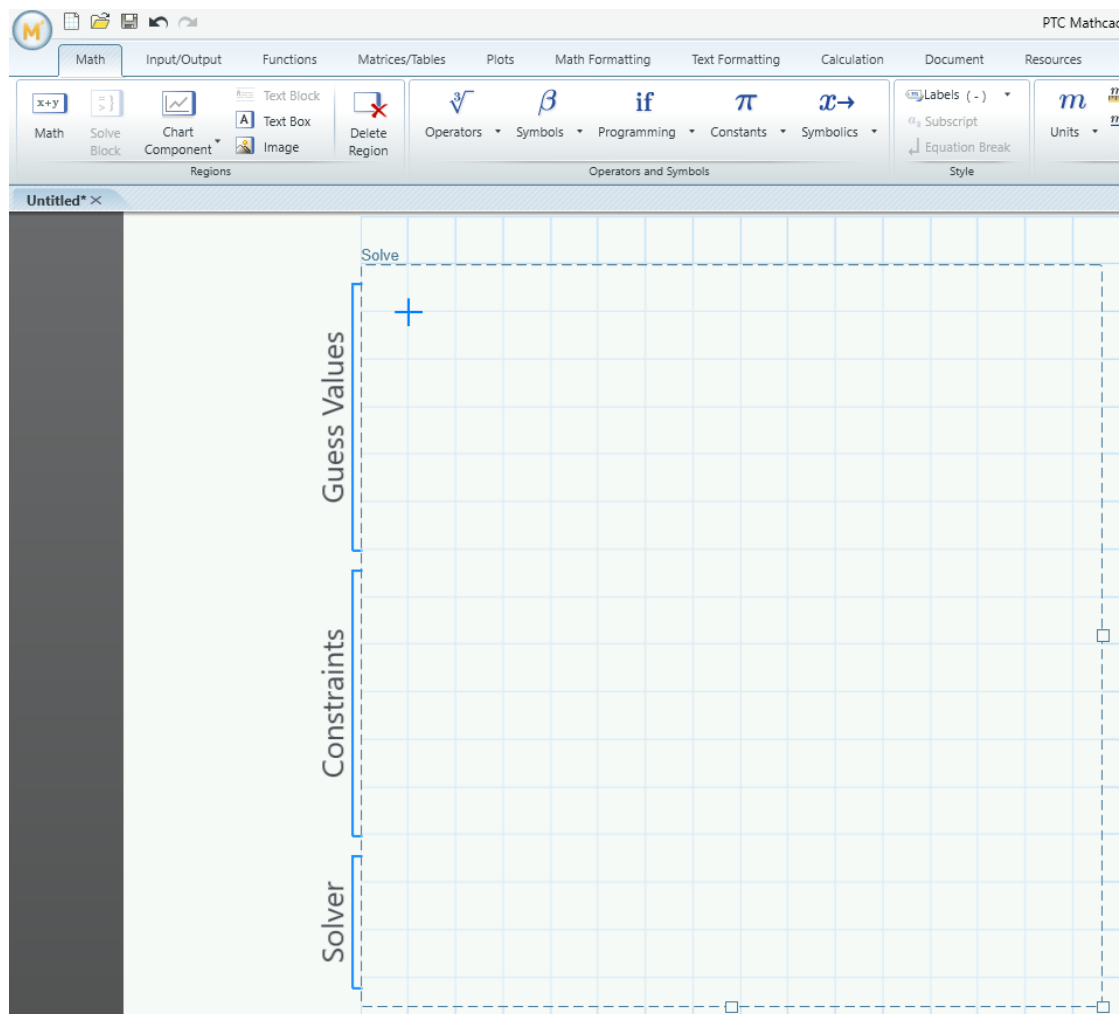 PTC Mathcad
Math Input/Output Functions Matrices/Tables Plots Math Formatting Text Formatting Calculation Document Resources
x+y
Math
Solve
Block
Chart
Component
Text Block
A Text Box
Image
Delete
Region
Regions
Operators
β
Symbols
if
Programming
π
Constants
x→
Symbolics
Operators and Symbols
Labels ( - )
Subscript
Equation Break
Style
m
Units
Untitled* ×
Solve
Guess Values
Constraints
Solver